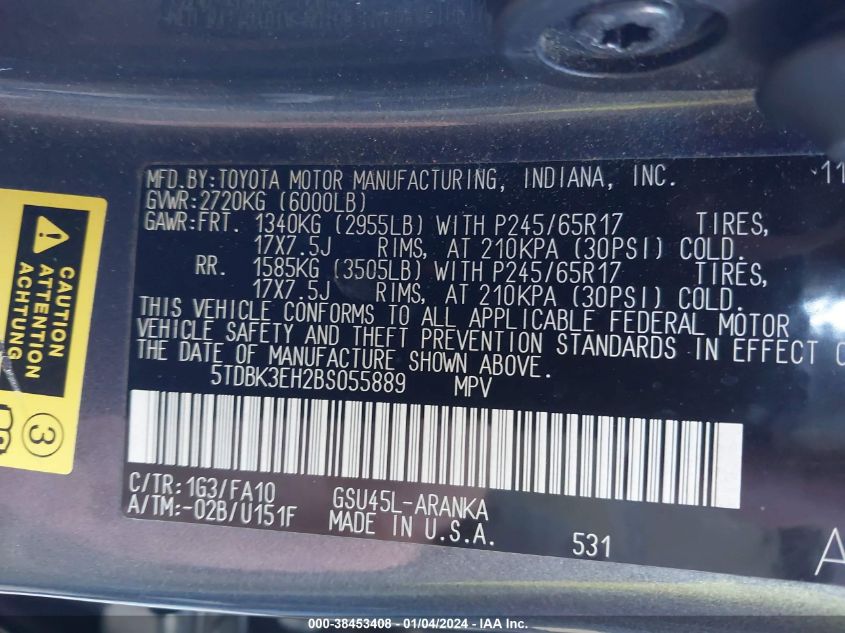 MFD.BY:TOYOTA MOTOR MANUFACTURING, INDIANA, INC. 11
GVWR:2720KG (6000LB)
GAWR:FRT. 1340KG (2955LB) WITH P245/65R17 TIRES,
17X7.5J RIMS, AT 210KPA (30PSI) COLD.
RR. 1585KG (3505LB) WITH P245/65R17 TIRES,
17X7.5J RIMS, AT 210KPA (30PSI) COLD.
THIS VEHICLE CONFORMS TO ALL APPLICABLE FEDERAL MOTOR
VEHICLE SAFETY AND THEFT PREVENTION STANDARDS IN EFFECT O
THE DATE OF MANUFACTURE SHOWN ABOVE.
5TDBK3EH2BS055889 MPV
C/TR:1G3/FA10 GSU45L-ARANKA
A/TM:-02B/U151F MADE IN U.S.A.
531
A
CAUTION
ATTENTION
ACHTUNG
3
000-38453408 - 01/04/2024 - IAA Inc.